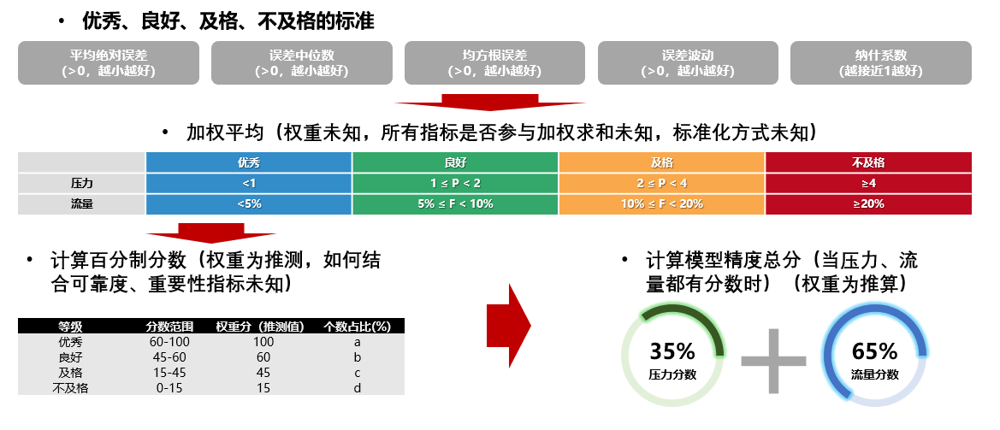 • 优秀、良好、及格、不及格的标准
平均绝对误差 误差中位数 均方根误差 误差波动 纳什系数
(>0，越小越好) (>0，越小越好) (>0，越小越好) (>0，越小越好) (越接近1越好)
• 加权平均（权重未知，所有指标是否参与加权求和未知，标准化方式未知）
优秀 良好 及格 不及格
压力 <1 1 ≤ P < 2 2 ≤ P < 4 ≥4
流量 <5% 5% ≤ F < 10% 10% ≤ F < 20% ≥20%
• 计算百分制分数（权重为推测，如何结
合可靠度、重要性指标未知）
等级 分数范围 权重分（推测值） 个数占比(%)
优秀 60-100 100 a
良好 45-60 60 b
及格 15-45 45 c
不及格 0-15 15 d
• 计算模型精度总分（当压力、流
量都有分数时）（权重为推算）
35% 65%
压力分数 流量分数